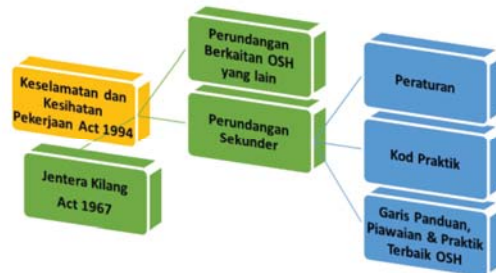 Keselamatan dan
Kesihatan
Pekerjaan Act 1994
Jentera Kilang
Act 1967
Perundangan
Berkaitan OSH
yang lain
Perundangan
Sekunder
Peraturan
Kod Praktik
Garis Panduan,
Piawaian & Praktik
Terbaik OSH